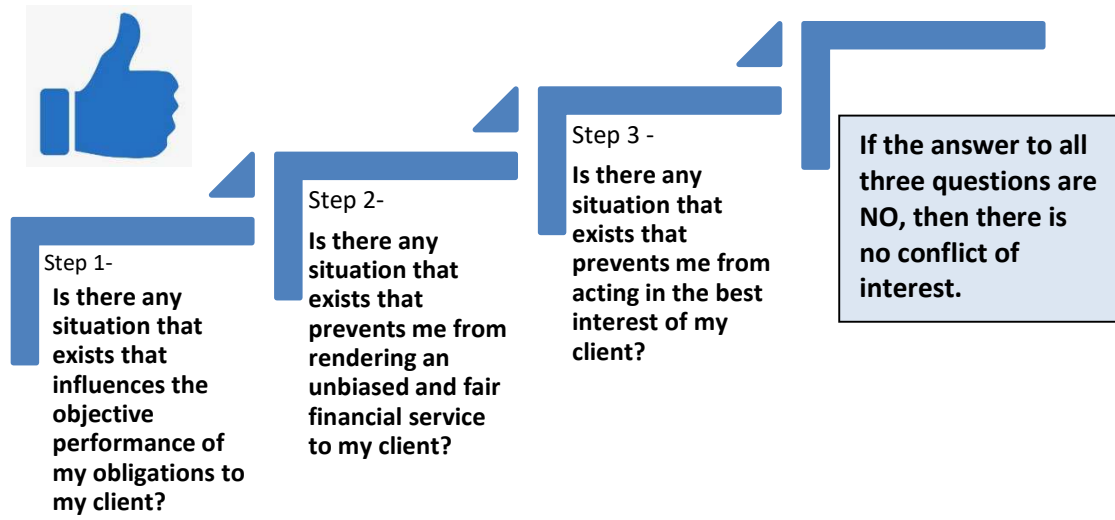 Step 1-
Is there any
situation that
exists that
influences the
objective
performance of
my obligations to
my client?
Step 2-
Is there any
situation that
exists that
prevents me from
rendering an
unbiased and fair
financial service
to my client?
Step 3 -
Is there any
situation that
exists that
prevents me from
acting in the best
interest of my
client?
If the answer to all
three questions are
NO, then there is
no conflict of
interest.